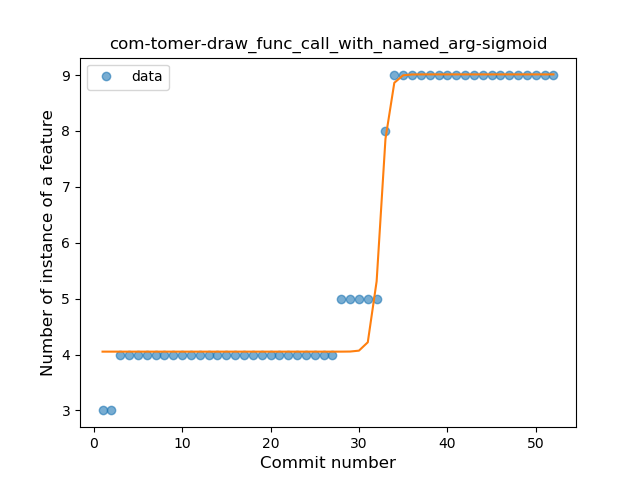 com-tomer-draw_func_call_with_named_arg-sigmoid
data
Number of instance of a feature
9
8
7
6
5
4
3
0 10 20 30 40 50
Commit number